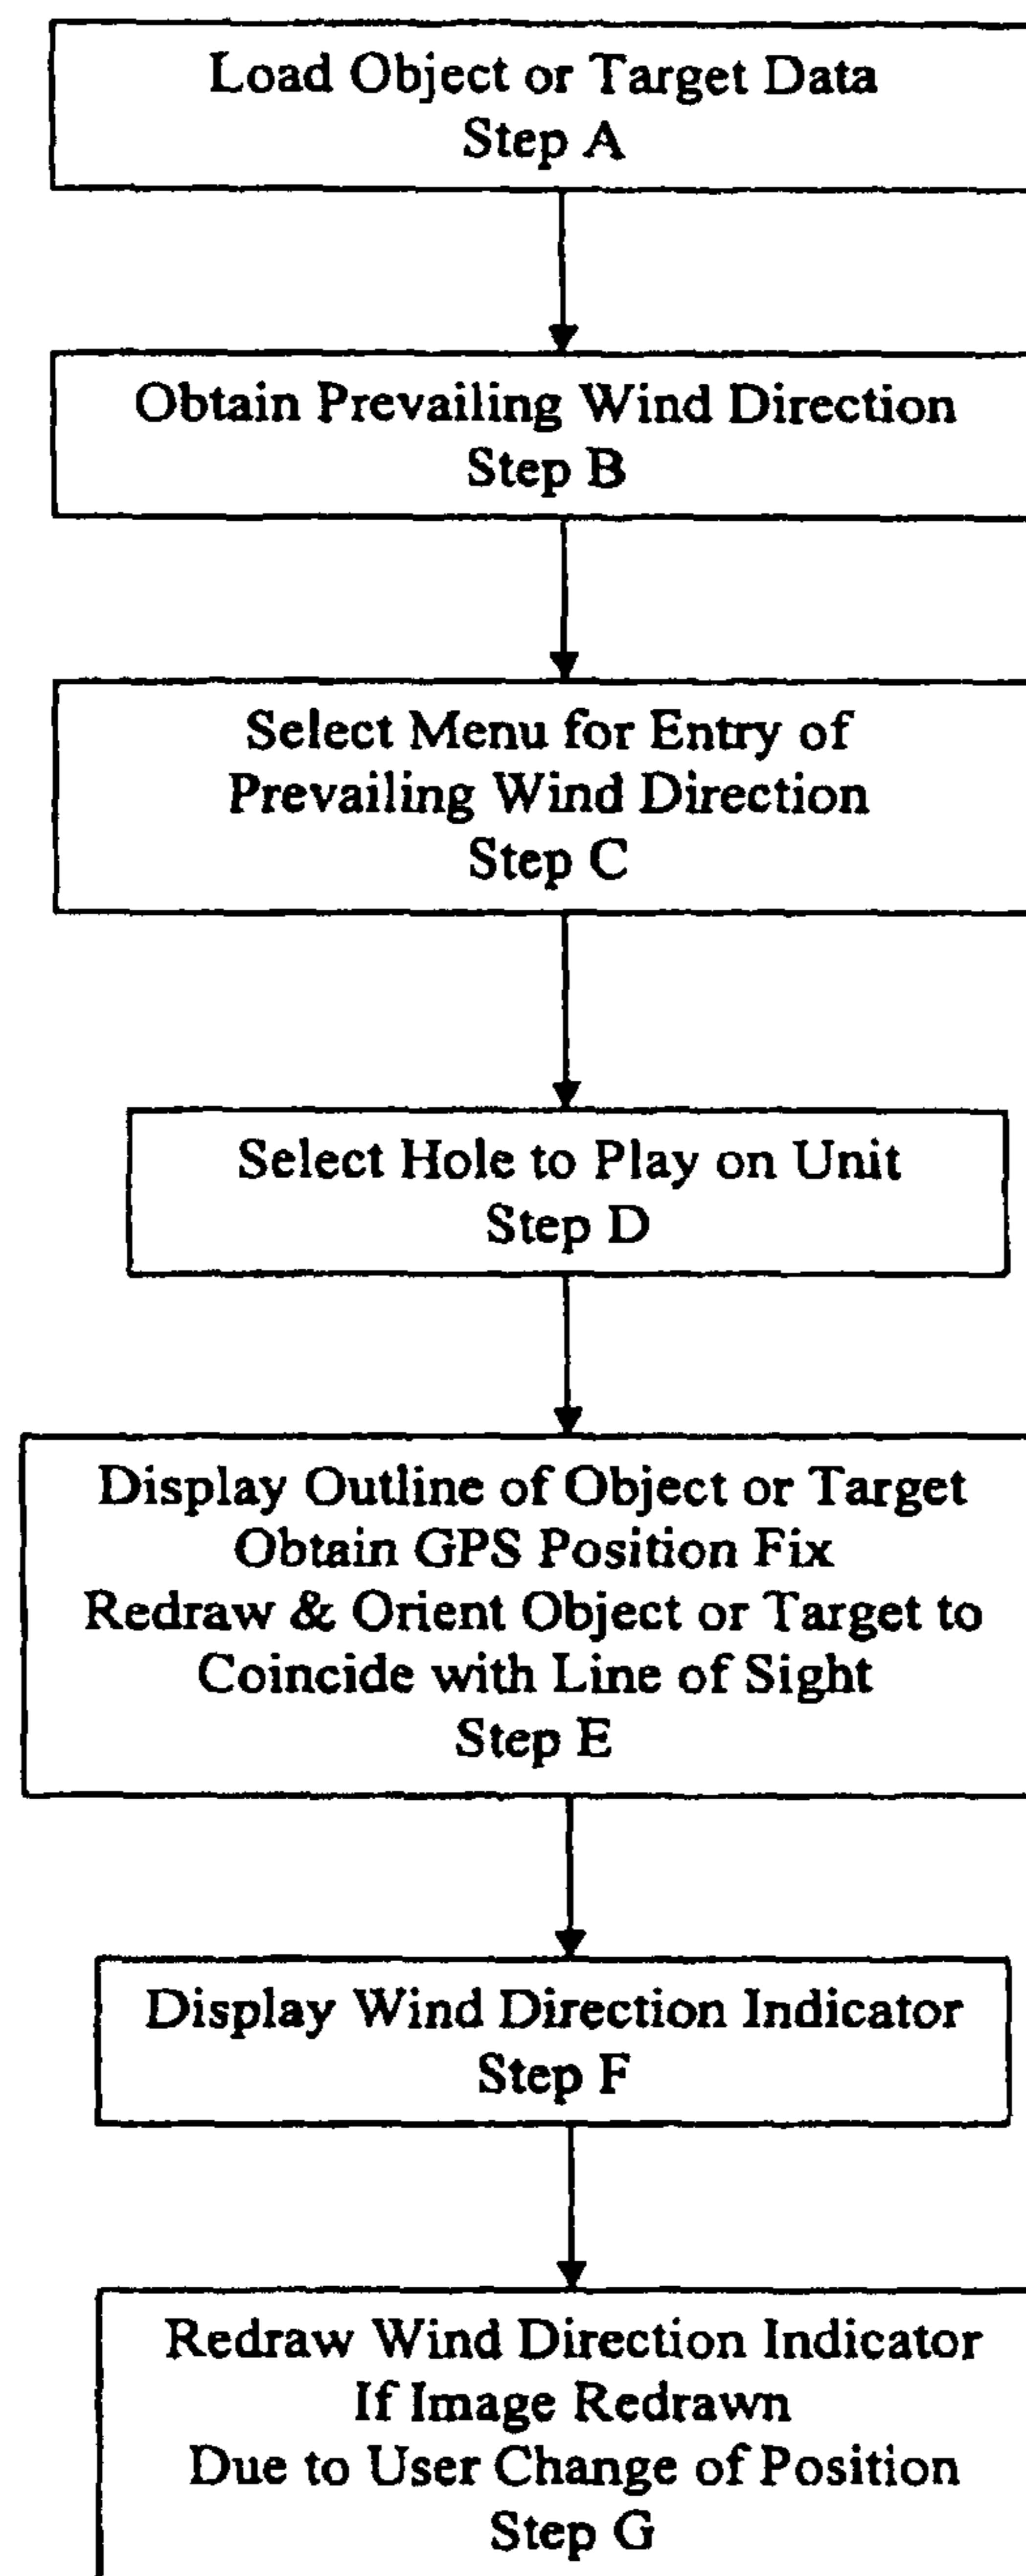 Load Object or Target Data
Step A
Obtain Prevailing Wind Direction
Step B
Select Menu for Entry of
Prevailing Wind Direction
Step C
Select Hole to Play on Unit
Step D
Display Outline of Object or Target
Obtain GPS Position Fix
Redraw & Orient Object or Target to
Coincide with Line of Sight
Step E
Display Wind Direction Indicator
Step F
Redraw Wind Direction Indicator
If Image Redrawn
Due to User Change of Position
Step G